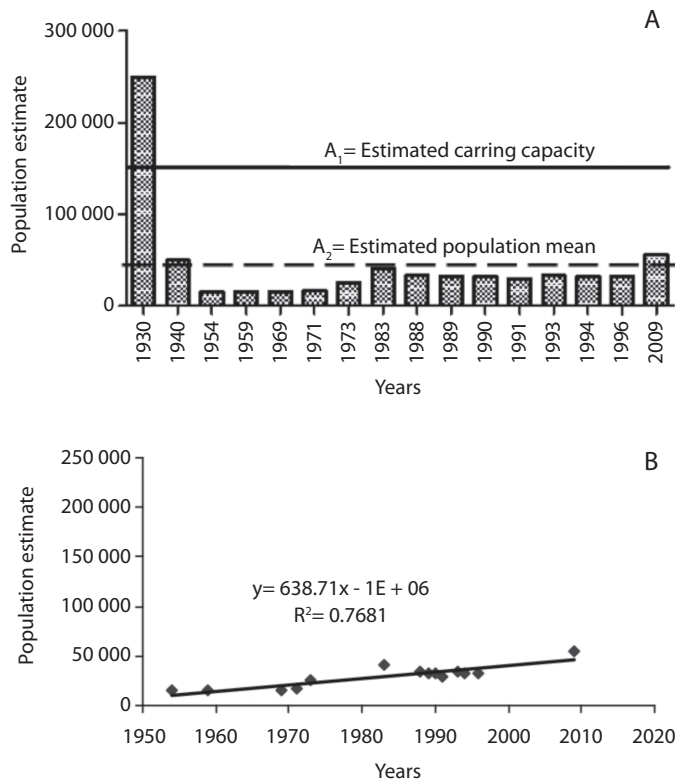 A
Population estimate
300 000
200 000
100 000
0
A1= Estimated carring capacity
A2= Estimated population mean
1930 1940 1954 1959 1969 1971 1973 1983 1988 1989 1990 1991 1993 1994 1996 2009
Years
B
Population estimate
250 000
200 000
150 000
100 000
50 000
0
y= 638.71x - 1E + 06
R²= 0.7681
1950 1960 1970 1980 1990 2000 2010 2020
Years